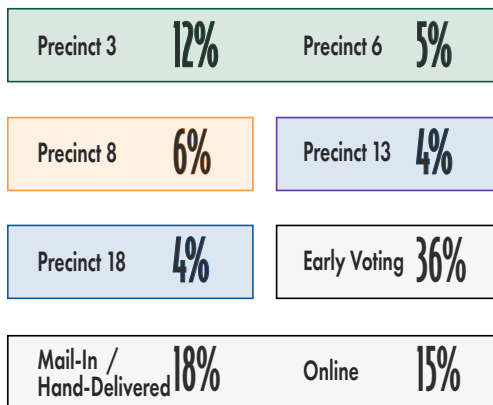 Precinct 3 12% Precinct 6 5%
Precinct 8 6% Precinct 13 4%
Precinct 18 4% Early Voting 36%
Mail-In /
Hand-Delivered 18% Online 15%